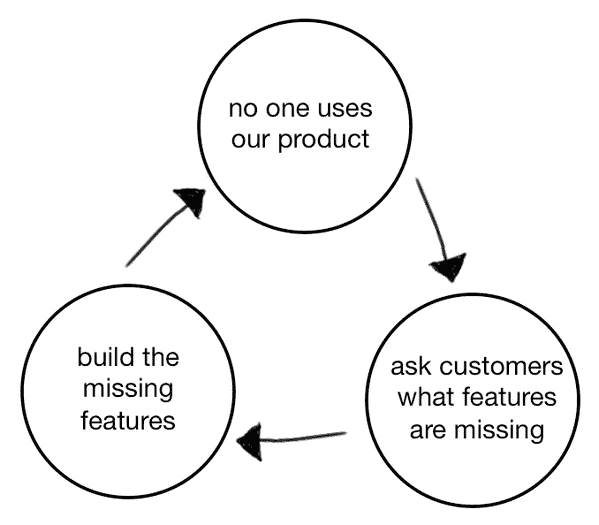 no one uses
our product
ask customers
what features
are missing
build the
missing
features